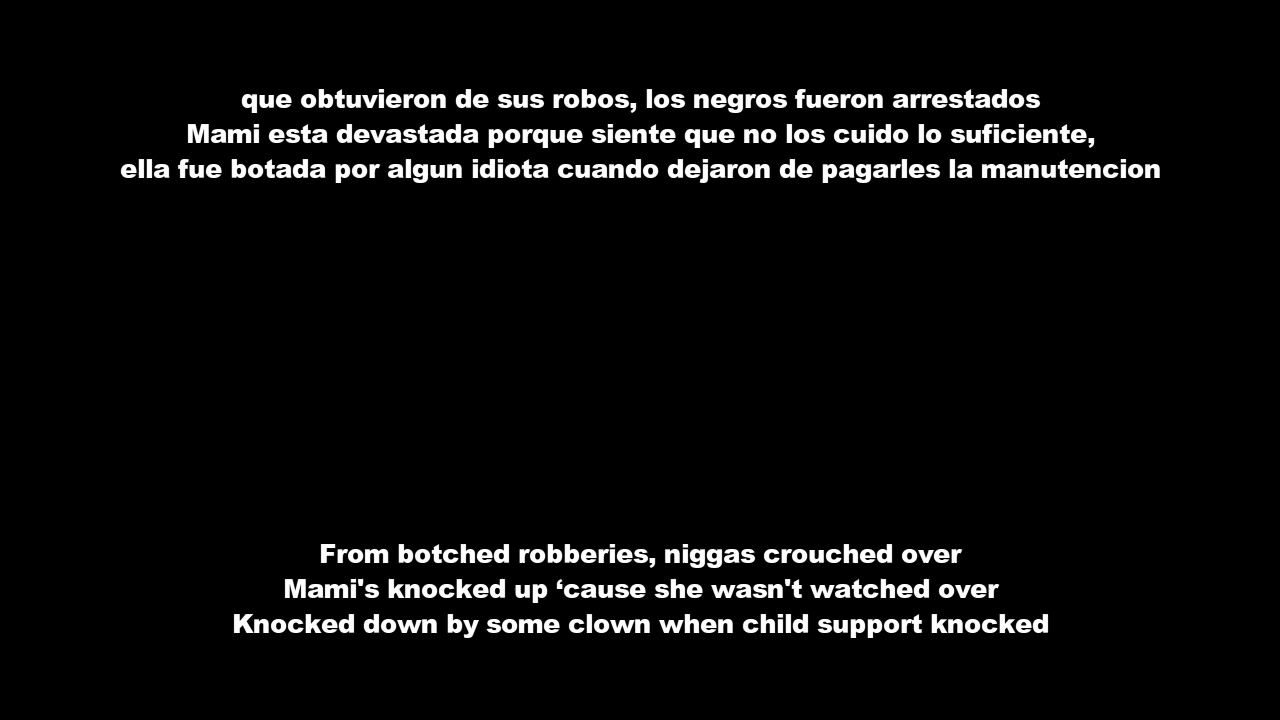 que obtuvieron de sus robos, los negros fueron arrestados
Mami esta devastada porque siente que no los cuido lo suficiente,
ella fue botada por algun idiota cuando dejaron de pagarles la manutencion
From botched robberies, niggas crouched over
Mami's knocked up ‘cause she wasn't watched over
Knocked down by some clown when child support knocked